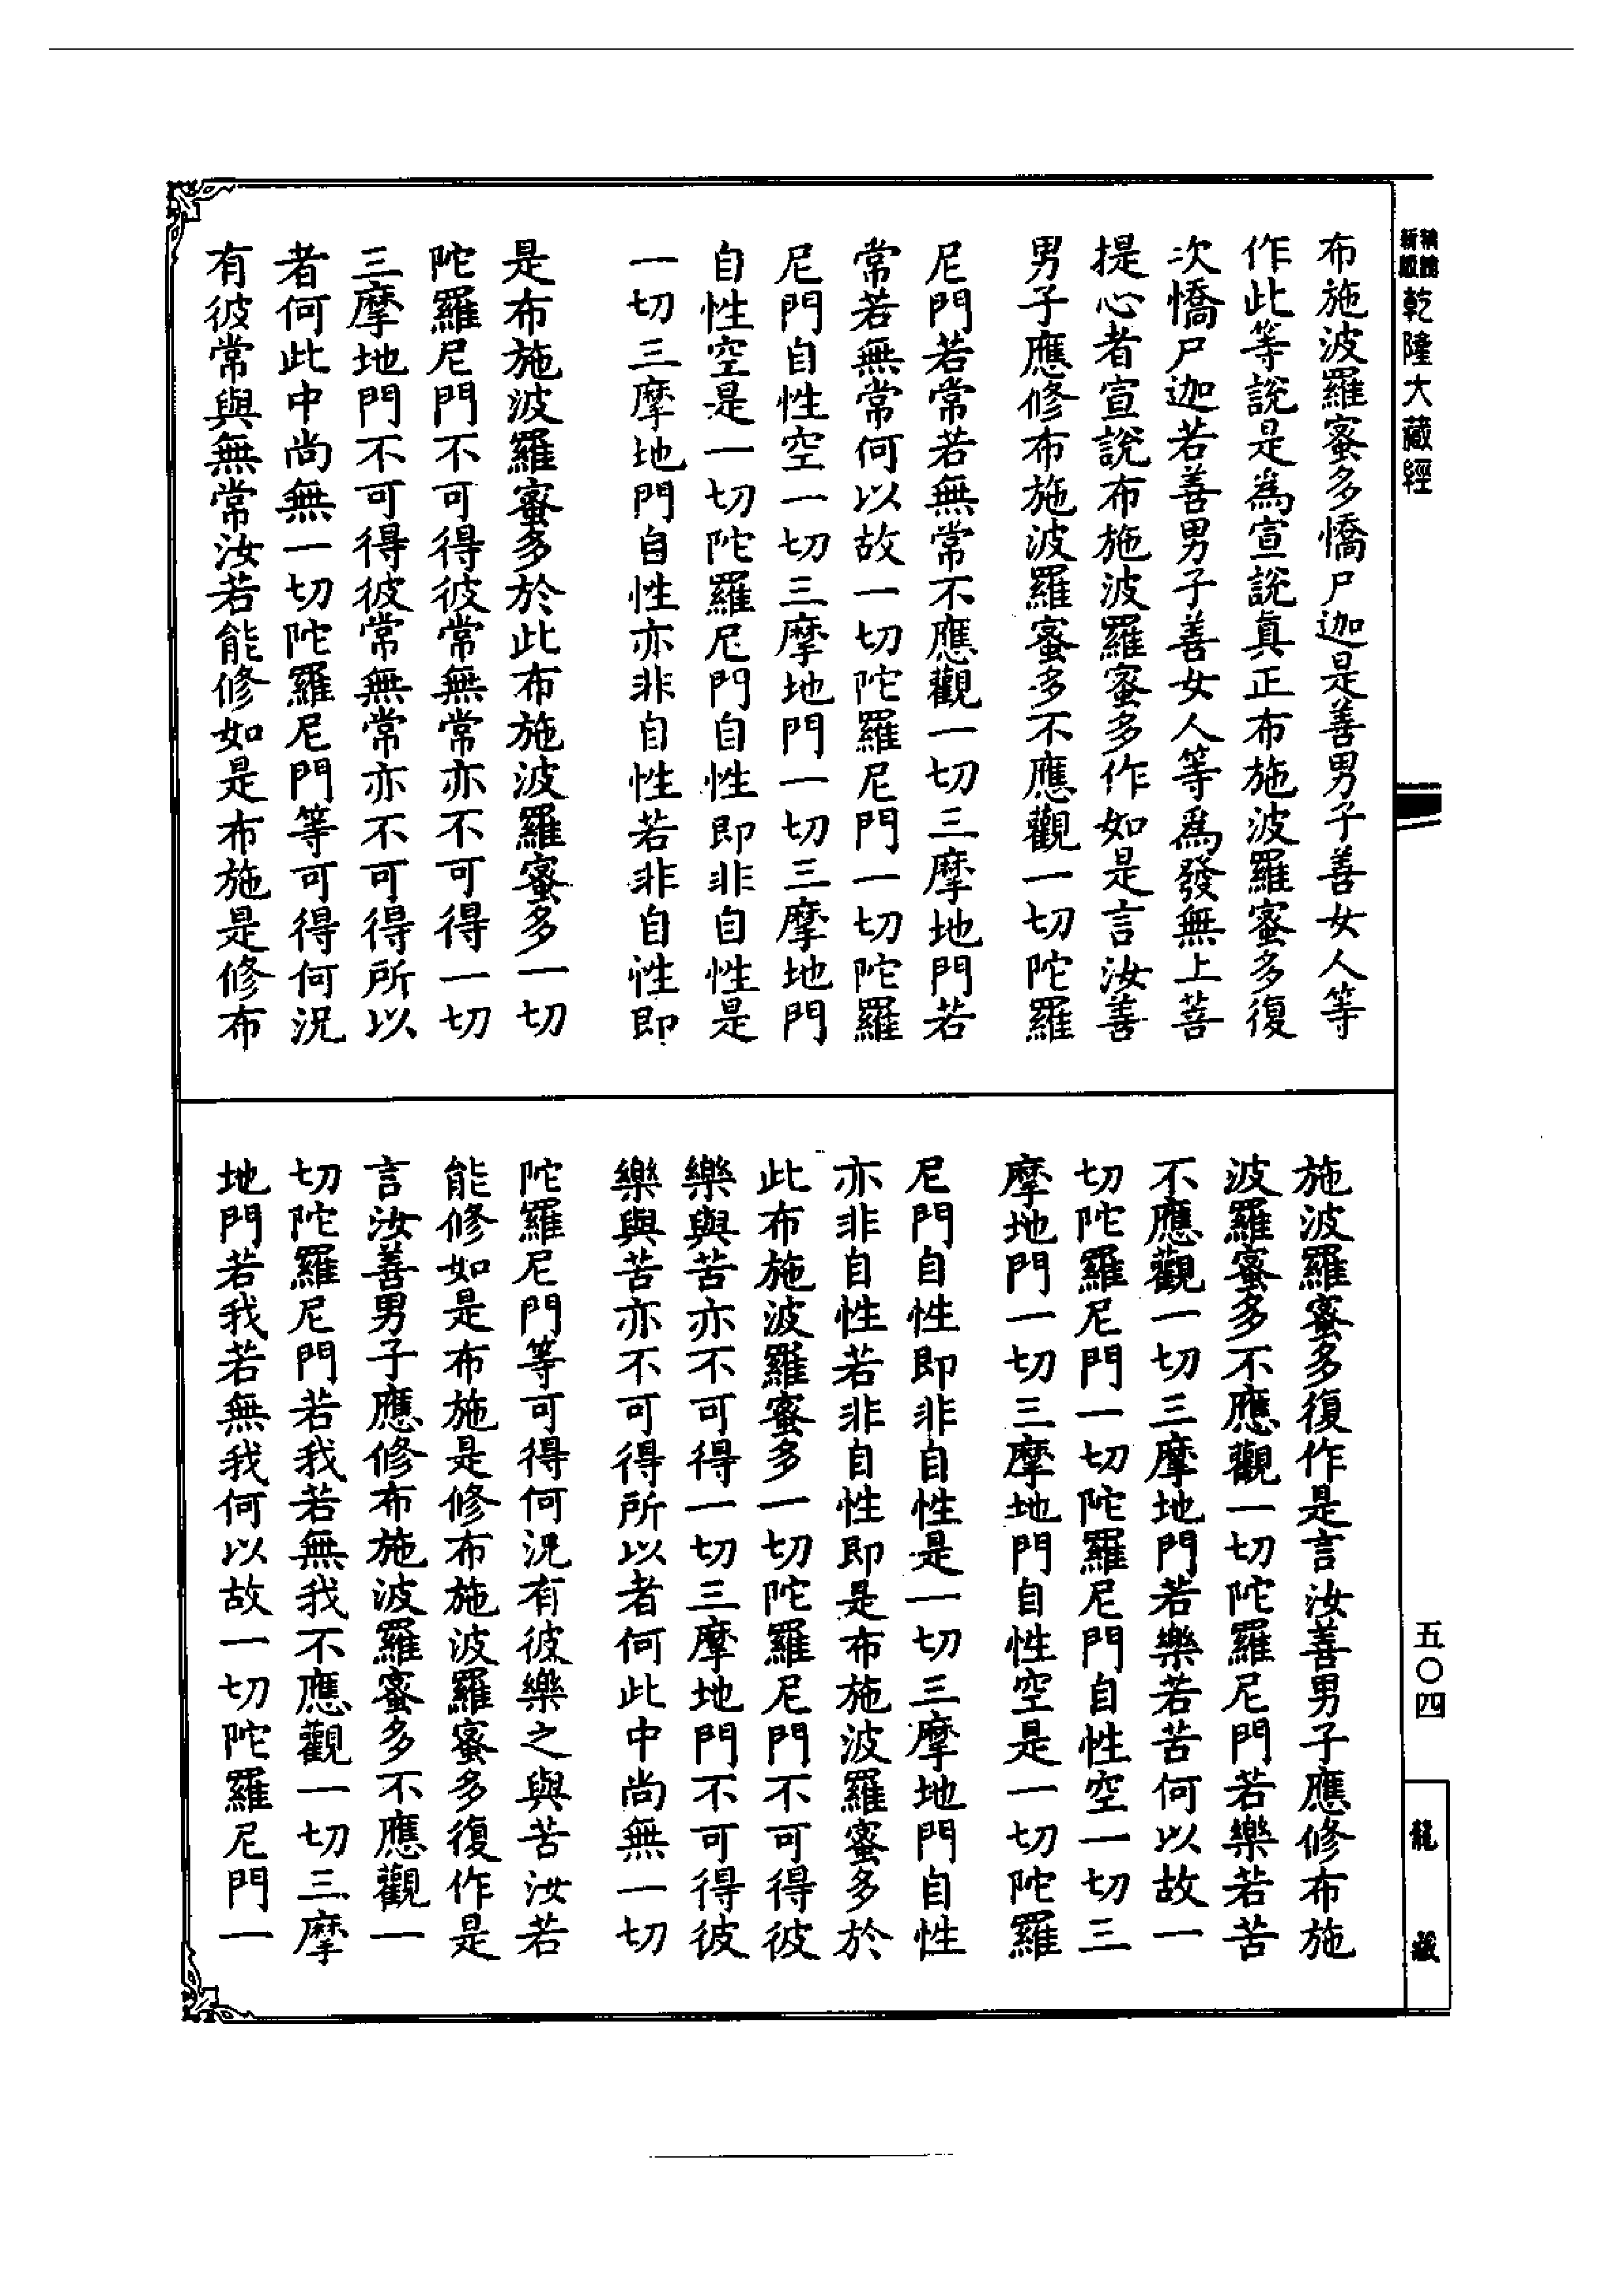 乾隆大藏經
布施波羅蜜多憍尸迦是善男子善女人等
作此等說是爲宣說眞正布施波羅蜜多復
次憍尸迦若善男子善女人等爲發無上菩
提心者宣說布施波羅蜜多作如是言汝善
男子應修布施波羅蜜多不應觀一切陀羅
尼門若常若無常不應觀一切三摩地門若
常若無常何以故一切陀羅尼門一切陀羅
尼門自性空一切三摩地門一切三摩地門
自性空是一切陀羅尼門自性即非自性是
一切三摩地門自性亦非自性若非自性即
是布施波羅蜜多於此布施波羅蜜多一切
陀羅尼門不可得彼常無常亦不可得一切
三摩地門不可得彼常無常亦不可得所以
者何此中尚無一切陀羅尼門等可得何況
有彼常與無常汝若能修如是布施是修布
施波羅蜜多復作是言汝善男子應修布施
波羅蜜多不應觀一切陀羅尼門若樂若苦
不應觀一切三摩地門若樂若苦何以故一
切陀羅尼門一切陀羅尼門自性空一切三
摩地門一切三摩地門自性空是一切陀羅
尼門自性即非自性是一切三摩地門自性
亦非自性若非自性即是布施波羅蜜多於
此布施波羅蜜多一切陀羅尼門不可得彼
樂與苦亦不可得一切三摩地門不可得彼
樂與苦亦不可得所以者何此中尚無一切
陀羅尼門等可得何況有彼樂之與苦汝若
能修如是布施是修布施波羅蜜多復作是
言汝善男子應修布施波羅蜜多不應觀一
切陀羅尼門若我若無我不應觀一切三摩
地門若我若無我何以故一切陀羅尼門一
五〇四
龍藏